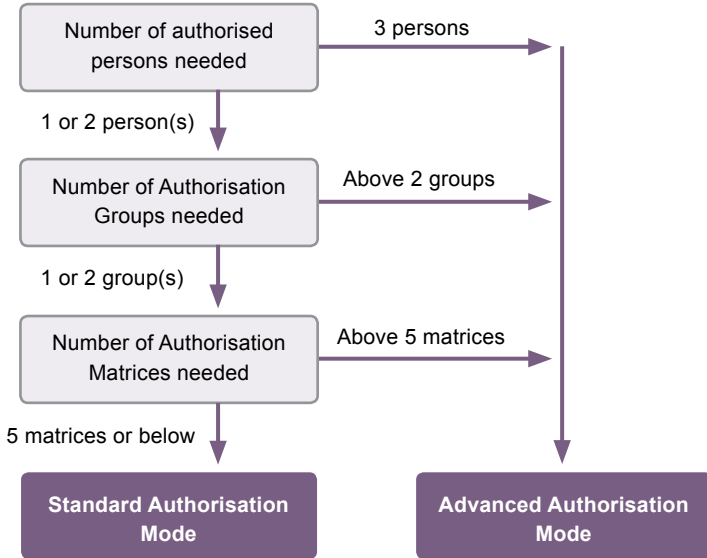 Number of authorised
persons needed
3 persons
1 or 2 person(s)
Number of Authorisation
Groups needed
Above 2 groups
1 or 2 group(s)
Number of Authorisation
Matrices needed
Above 5 matrices
5 matrices or below
Standard Authorisation
Mode
Advanced Authorisation
Mode